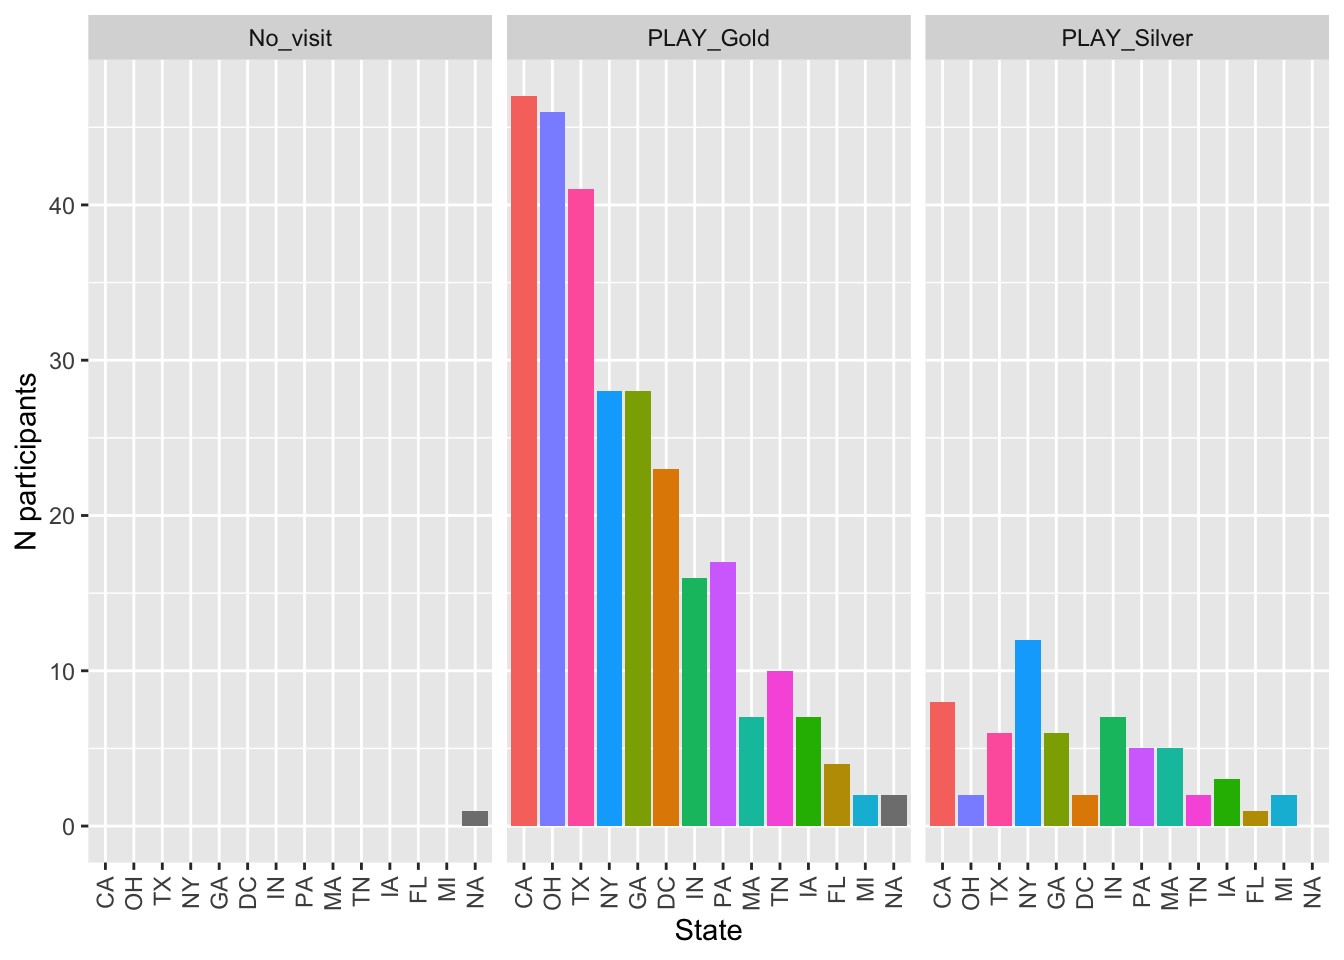 No_visit PLAY_Gold PLAY_Silver
N participants
40
30
20
10
0
CA OH TX NY GA DC IN PA MA TN IA FL MI NA CA OH TX NY GA DC IN PA MA TN IA FL MI NA CA OH TX NY GA DC IN PA MA TN IA FL MI NA
State